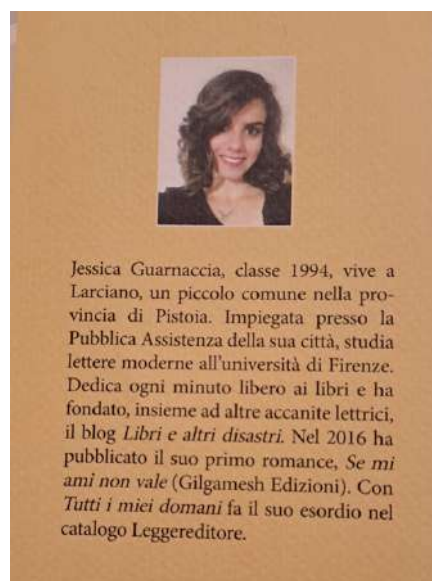 Jessica Guarnaccia, classe 1994, vive a
Larciano, un piccolo comune nella pro-
vincia di Pistoia. Impiegata presso la
Pubblica Assistenza della sua città, studia
lettere moderne all'università di Firenze.
Dedica ogni minuto libero ai libri e ha
fondato, insieme ad altre accanite lettrici,
il blog Libri e altri disastri. Nel 2016 ha
pubblicato il suo primo romance, Se mi
ami non vale (Gilgamesh Edizioni). Con
Tutti i miei domani fa il suo esordio nel
catalogo Leggereditore.